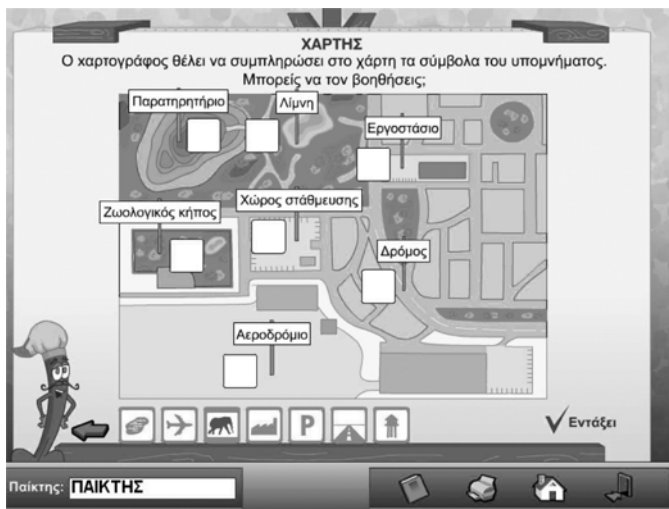 ΧΑΡΤΗΣ
Ο χαρτογράφος θέλει να συμπληρώσει στο χάρτη τα σύμβολα του υπομνήματος.
Μπορείς να τον βοηθήσεις;
Παρατηρητήριο
Λίμνη
Εργοστάσιο
Ζωολογικός κήπος
Χώρος στάθμευσης
Δρόμος
Αεροδρόμιο
P
Εντάξει
Παίκτης: ΠΑΙΚΤΗΣ